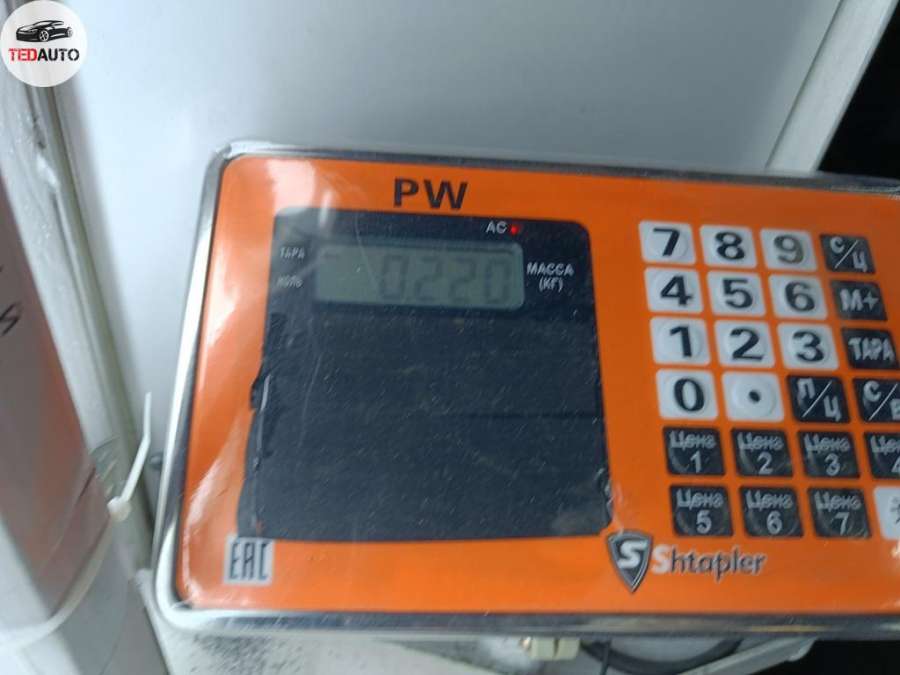 TEDAUTO
PW
AC
ТАРА
НОЛЬ
- 0220
МАССА
(КГ)
7 8 9 С/Ц
4 5 6 М+
1 2 3 ТАРА
0 . Л/Ц С/В
Цена 1 Цена 2 Цена 3
Цена 5 Цена 6 Цена 7
EAC
S Shtapler